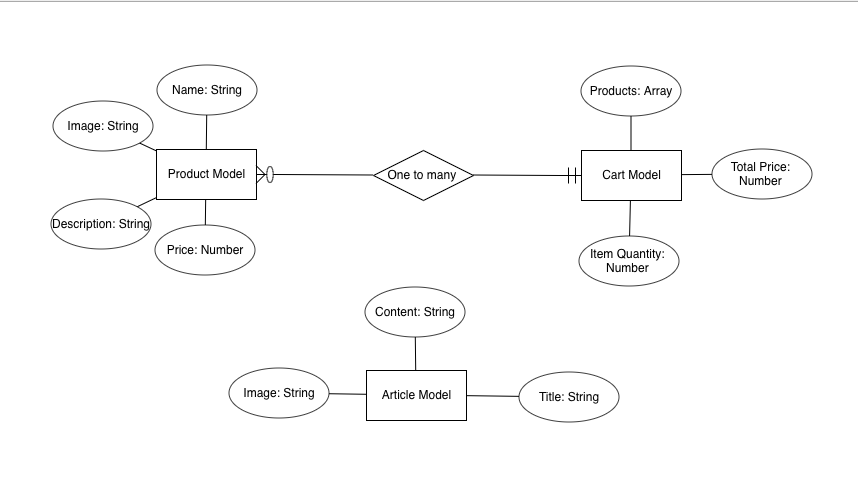 Name: String
Products: Array
Image: String
Product Model
One to many
Cart Model
Total Price:
Number
Description: String
Price: Number
Item Quantity:
Number
Content: String
Image: String
Article Model
Title: String